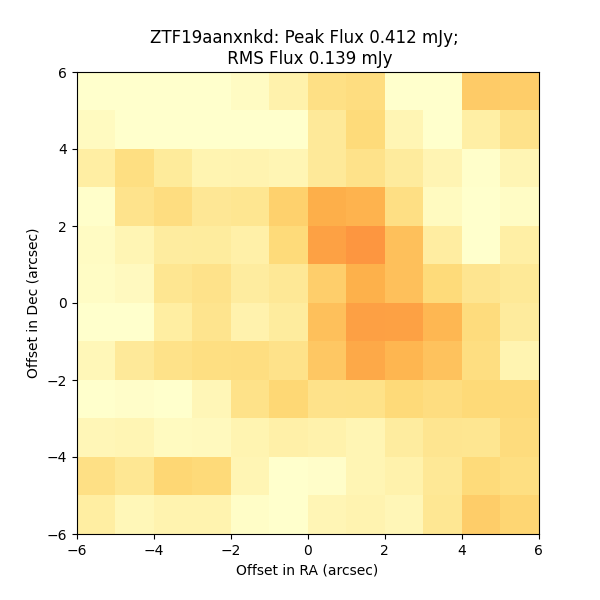 ZTF19aanxnkd: Peak Flux 0.412 mJy;
RMS Flux 0.139 mJy
6
4
2
0
−2
−4
−6
Offset in Dec (arcsec)
−6 −4 −2 0 2 4 6
Offset in RA (arcsec)